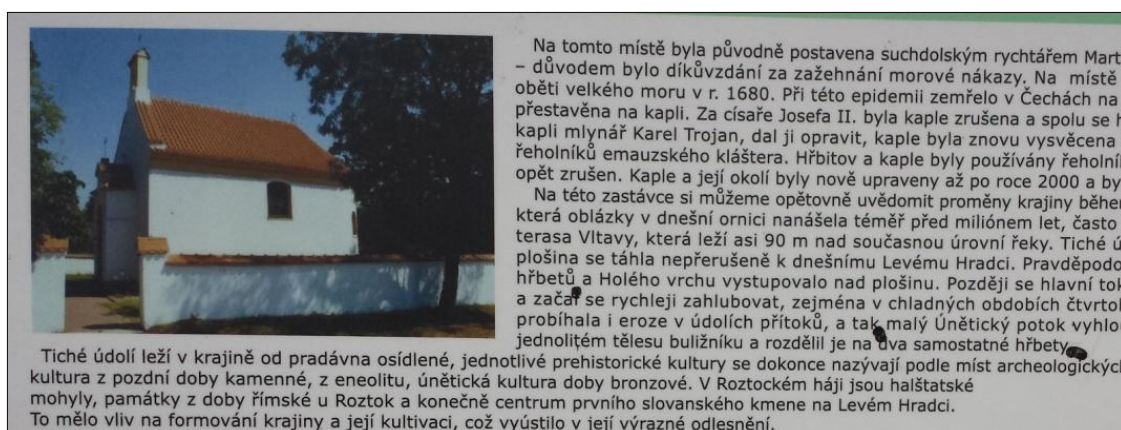 Na tomto místě byla původně postavena suchdolským rychtářem
– důvodem bylo díkůvzdání za zažehnání morové nákazy. Na místě
oběti velkého moru v r. 1680. Při této epidemii zemřelo v Čechách na
přestavěna na kapli. Za císaře Josefa II. byla kaple zrušena a spolu se
kapli mlynář Karel Trojan, dal ji opravit, kaple byla znovu vysvěcena
řeholníků emauzského kláštera. Hřbitov a kaple byly používány
opět zrušen. Kaple a její okolí byly nově upraveny až po roce 2000 a
Na této zastávce si můžeme opětovně uvědomit proměny krajiny
která oblázky v dnešní ornici nanášela téměř před miliónem let, často
terasa Vltavy, která leží asi 90 m nad současnou úrovní řeky. Tiché
plošina se táhla nepřerušeně k dnešnímu Levému Hradci.
hřbetů a Holého vrchu vystupovalo nad plošinu. Později se hlavní
a začal se rychleji zahlubovat, zejména v chladných obdobích
probíhala i eroze v údolích přítoků, a tak malý Únětický potok
jednolitém tělesu buližníku a rozdělil je na dva samostatné hřbety
Tiché údolí leží v krajině od pradávna osídlené, jednotlivé prehistorické kultury se dokonce nazývají podle míst archeologických
kultura z pozdní doby kamenné, z eneolitu, únětická kultura doby bronzové. V Roztockém háji jsou halštatské
mohyly, památky z doby římské u Roztok a konečně centrum prvního slovanského kmene na Levém Hradci.
To mělo vliv na formování krajiny a její kultivaci, což vyústilo v její výrazné odlesnění.